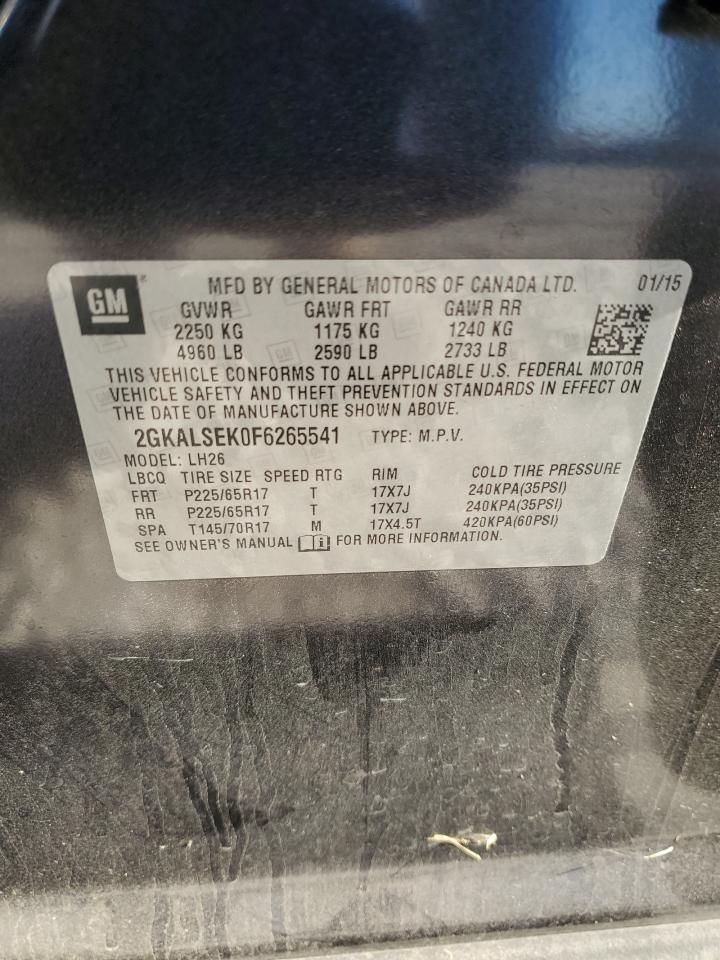 GM ® MFD BY GENERAL MOTORS OF CANADA LTD. 01/15
GVWR GAWR FRT GAWR RR
2250 KG 1175 KG 1240 KG
4960 LB 2590 LB 2733 LB
THIS VEHICLE CONFORMS TO ALL APPLICABLE U.S. FEDERAL MOTOR
VEHICLE SAFETY AND THEFT PREVENTION STANDARDS IN EFFECT ON
THE DATE OF MANUFACTURE SHOWN ABOVE.
2GKALSEK0F6265541 TYPE: M.P.V.
MODEL: LH26
LBCQ TIRE SIZE SPEED RTG RIM COLD TIRE PRESSURE
FRT P225/65R17 T 17X7J 240KPA(35PSI)
RR P225/65R17 T 17X7J 240KPA(35PSI)
SPA T145/70R17 M 17X4.5T 420KPA(60PSI)
SEE OWNER'S MANUAL i FOR MORE INFORMATION.